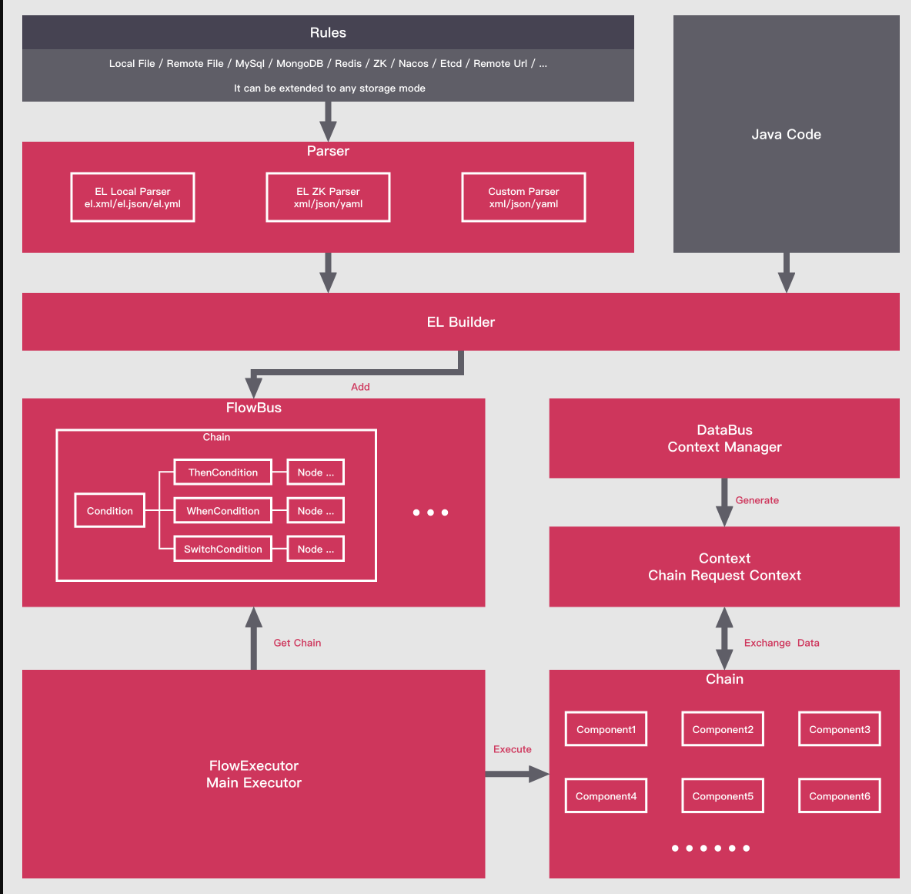 Rules
Local File / Remote File / MySql / MongoDB / Redis / ZK / Nacos / Etcd / Remote Url / ...
It can be extended to any storage mode
Java Code
Parser
EL Local Parser
el.xml/el.json/el.yml
EL ZK Parser
xml/json/yaml
Custom Parser
xml/json/yaml
EL Builder
Add
FlowBus
Chain
Condition
ThenCondition
Node ...
WhenCondition
Node ...
SwitchCondition
Node ...
DataBus
Context Manager
Generate
Context
Chain Request Context
Get Chain
Exchange Data
FlowExecutor
Main Executor
Execute
Chain
Component1
Component2
Component3
Component4
Component5
Component6